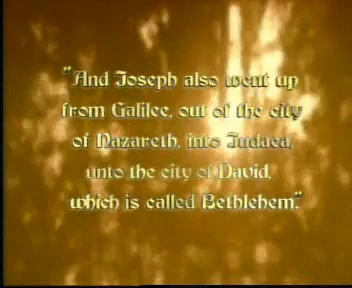 "And Joseph also went up
from Galilee, out of the city
of Nazareth, into Judaea,
unto the city of David,
which is called Bethlehem."